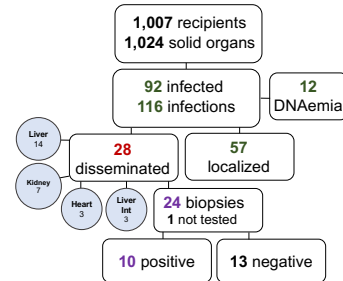 1,007 recipients
1,024 solid organs
92 infected
116 infections
12
DNAemia
Liver
14
28
disseminated
57
localized
Kidney
7
Heart
3
Liver
Int
3
24 biopsies
1 not tested
10 positive
13 negative